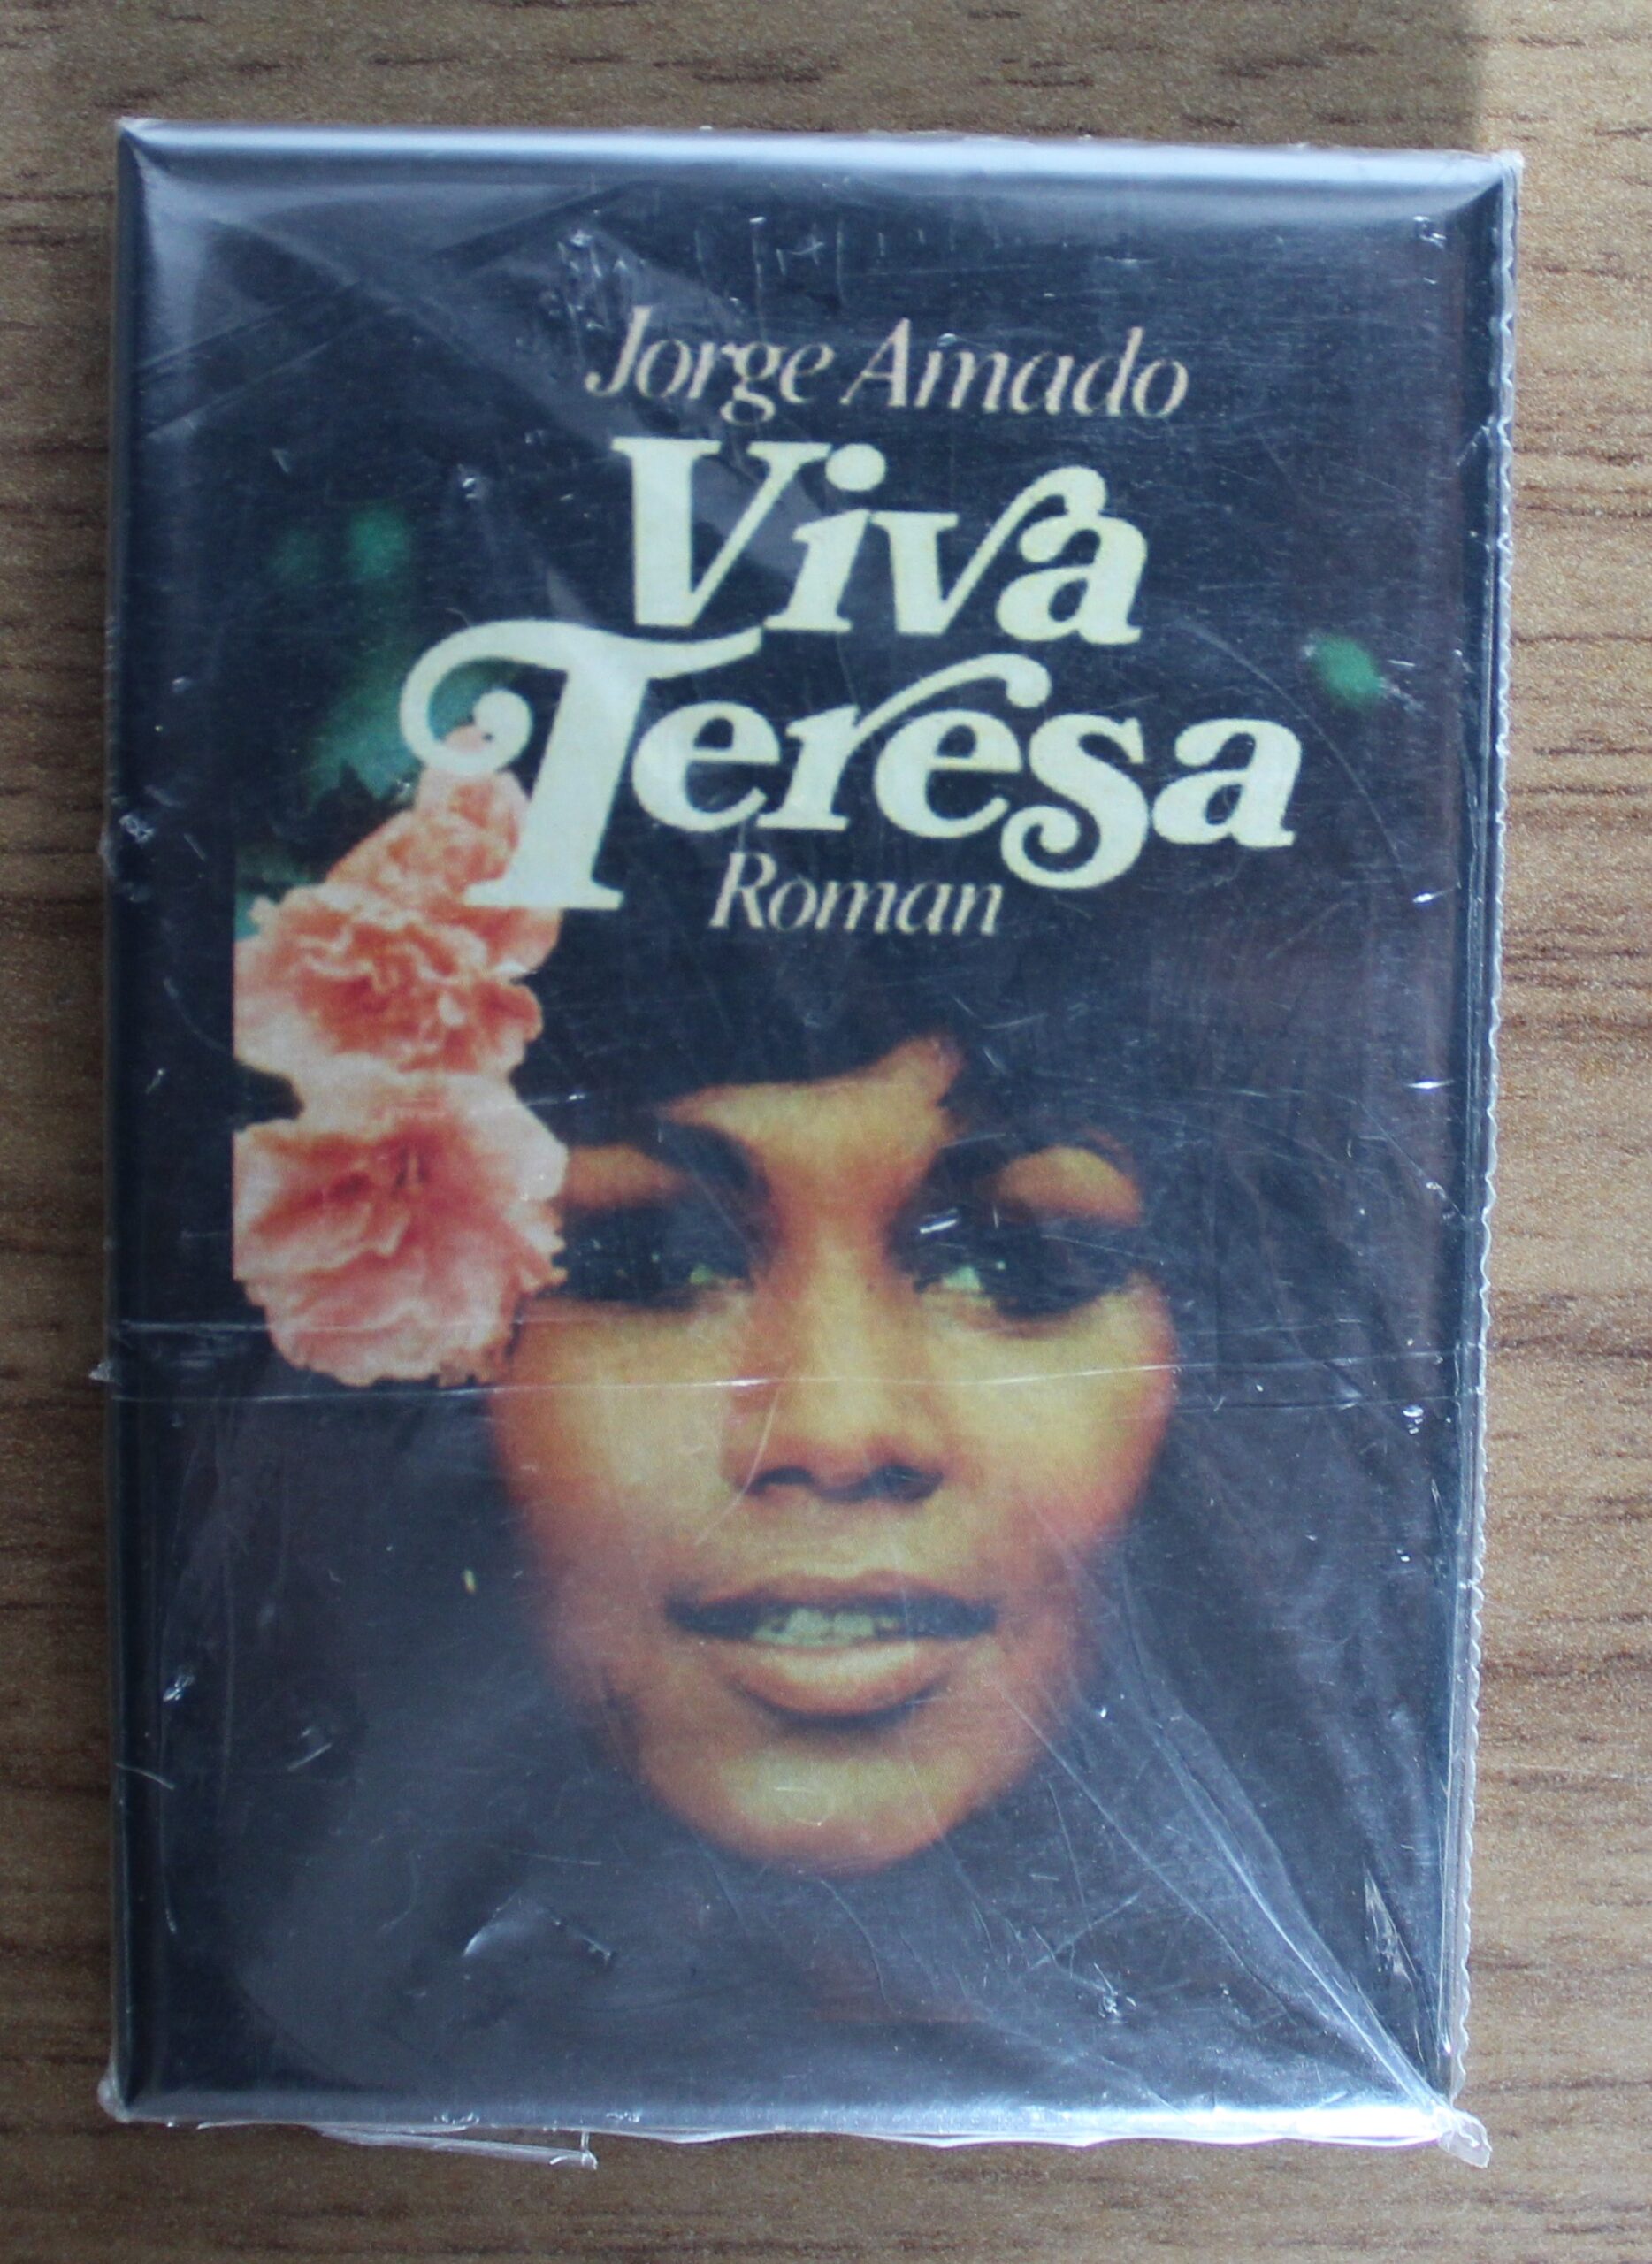 Jorge Amado
Viva
Teresa
Roman